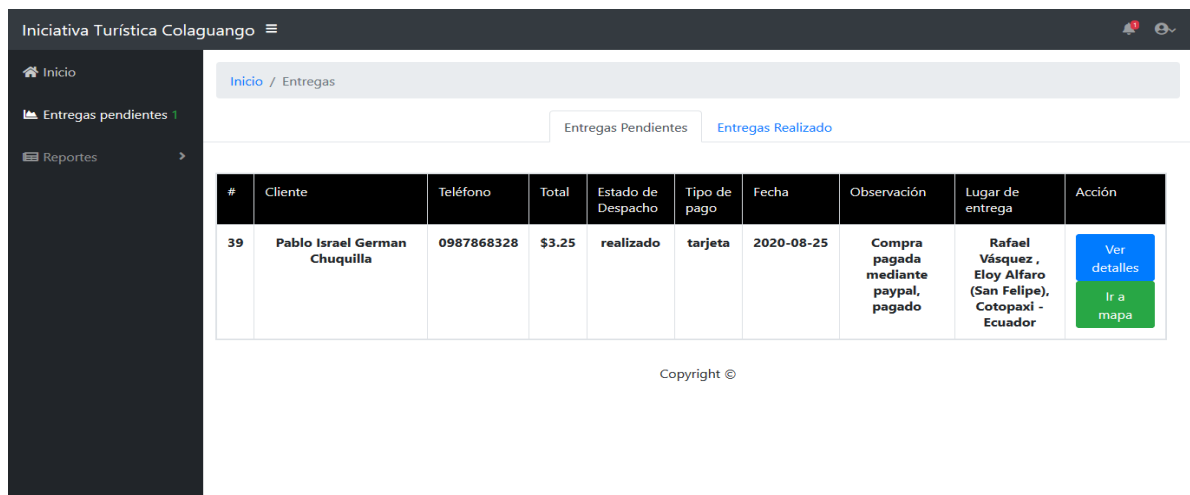 Iniciativa Turística Colaguango
1
Inicio
Entregas pendientes 1
Reportes
Inicio / Entregas
Entregas Pendientes Entregas Realizado
# Cliente Teléfono Total Estado de Despacho Tipo de pago Fecha Observación Lugar de entrega Acción
39 Pablo Israel German Chuquilla 0987868328 $3.25 realizado tarjeta 2020-08-25 Compra pagada mediante paypal, pagado Rafael Vásquez , Eloy Alfaro (San Felipe), Cotopaxi - Ecuador Ver detalles
Ir a mapa
Copyright ©